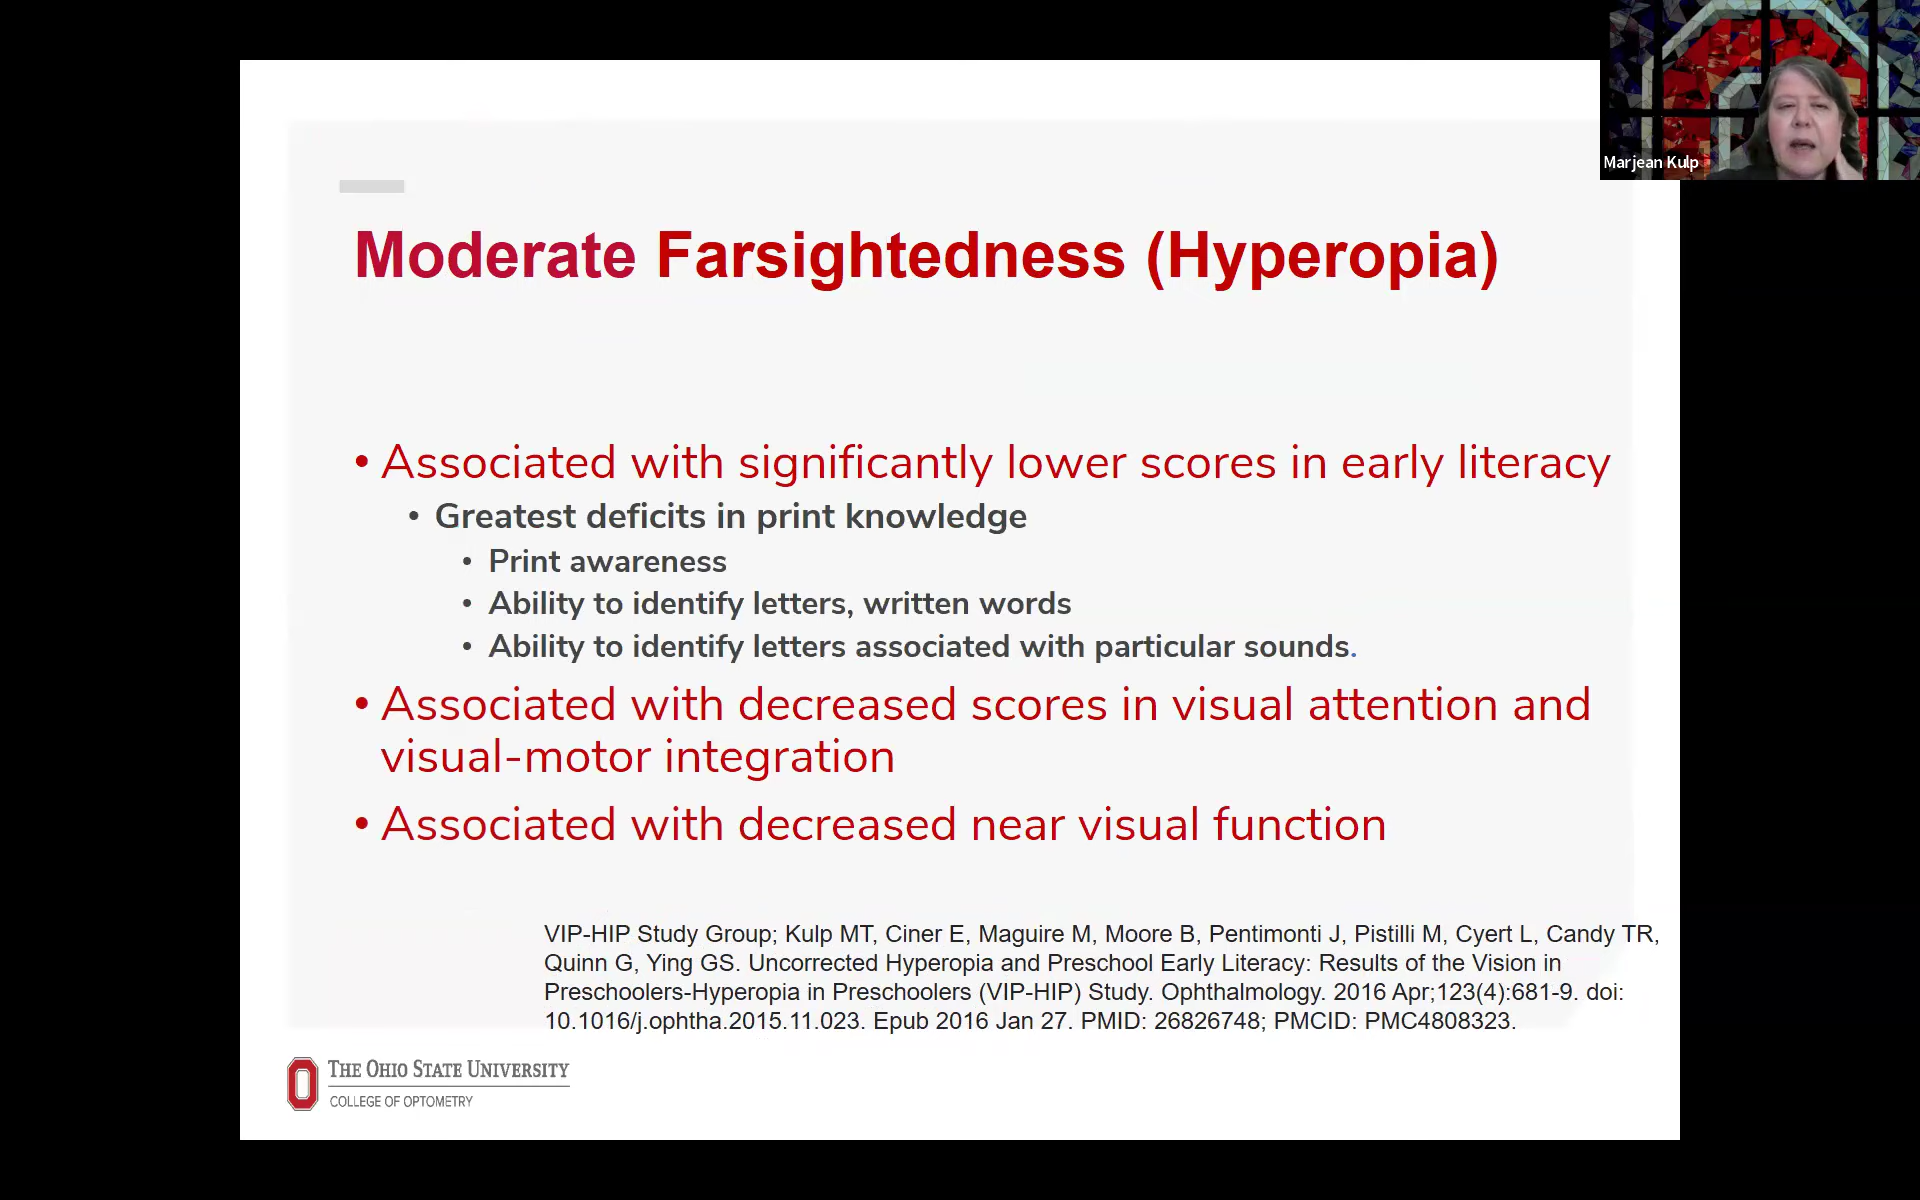 Marjean Kulp
Moderate Farsightedness (Hyperopia)
• Associated with significantly lower scores in early literacy
• Greatest deficits in print knowledge
• Print awareness
• Ability to identify letters, written words
• Ability to identify letters associated with particular sounds.
• Associated with decreased scores in visual attention and
visual-motor integration
• Associated with decreased near visual function
VIP-HIP Study Group; Kulp MT, Ciner E, Maguire M, Moore B, Pentimonti J, Pistilli M, Cyert L, Candy TR,
Quinn G, Ying GS. Uncorrected Hyperopia and Preschool Early Literacy: Results of the Vision in
Preschoolers-Hyperopia in Preschoolers (VIP-HIP) Study. Ophthalmology. 2016 Apr;123(4):681-9. doi:
10.1016/j.ophtha.2015.11.023. Epub 2016 Jan 27. PMID: 26826748; PMCID: PMC4808323.
THE OHIO STATE UNIVERSITY
COLLEGE OF OPTOMETRY